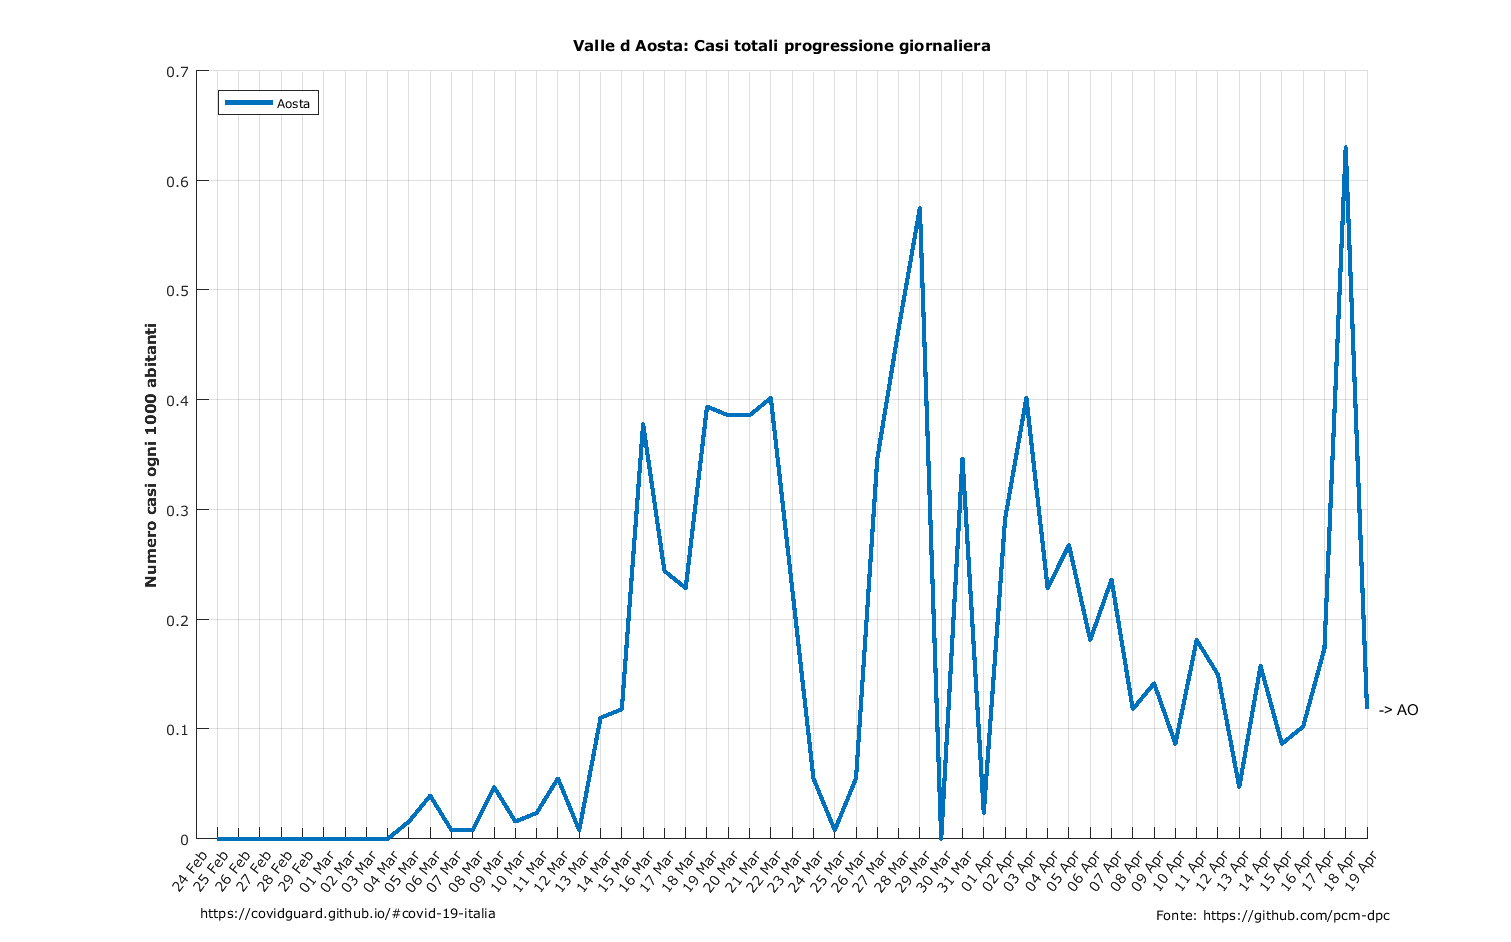 Valle d Aosta: Casi totali progressione giornaliera
Aosta
Numero casi ogni 1000 abitanti
0.7
0.6
0.5
0.4
0.3
0.2
0.1
0
-> AO
24 Feb
25 Feb
26 Feb
27 Feb
28 Feb
29 Feb
01 Mar
02 Mar
03 Mar
04 Mar
05 Mar
06 Mar
07 Mar
08 Mar
09 Mar
10 Mar
11 Mar
12 Mar
13 Mar
14 Mar
15 Mar
16 Mar
17 Mar
18 Mar
19 Mar
20 Mar
21 Mar
22 Mar
23 Mar
24 Mar
25 Mar
26 Mar
27 Mar
28 Mar
29 Mar
30 Mar
31 Mar
01 Apr
02 Apr
03 Apr
04 Apr
05 Apr
06 Apr
07 Apr
08 Apr
09 Apr
10 Apr
11 Apr
12 Apr
13 Apr
14 Apr
15 Apr
16 Apr
17 Apr
18 Apr
19 Apr
https://covidguard.github.io/#covid-19-italia
Fonte: https://github.com/pcm-dpc